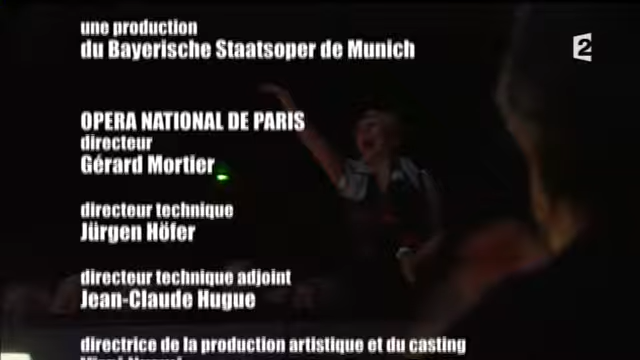 une production
du Bayerische Staatsoper de Munich
2
OPERA NATIONAL DE PARIS
directeur
Gérard Mortier
directeur technique
Jürgen Höfer
directeur technique adjoint
Jean-Claude Hugue
directrice de la production artistique et du casting